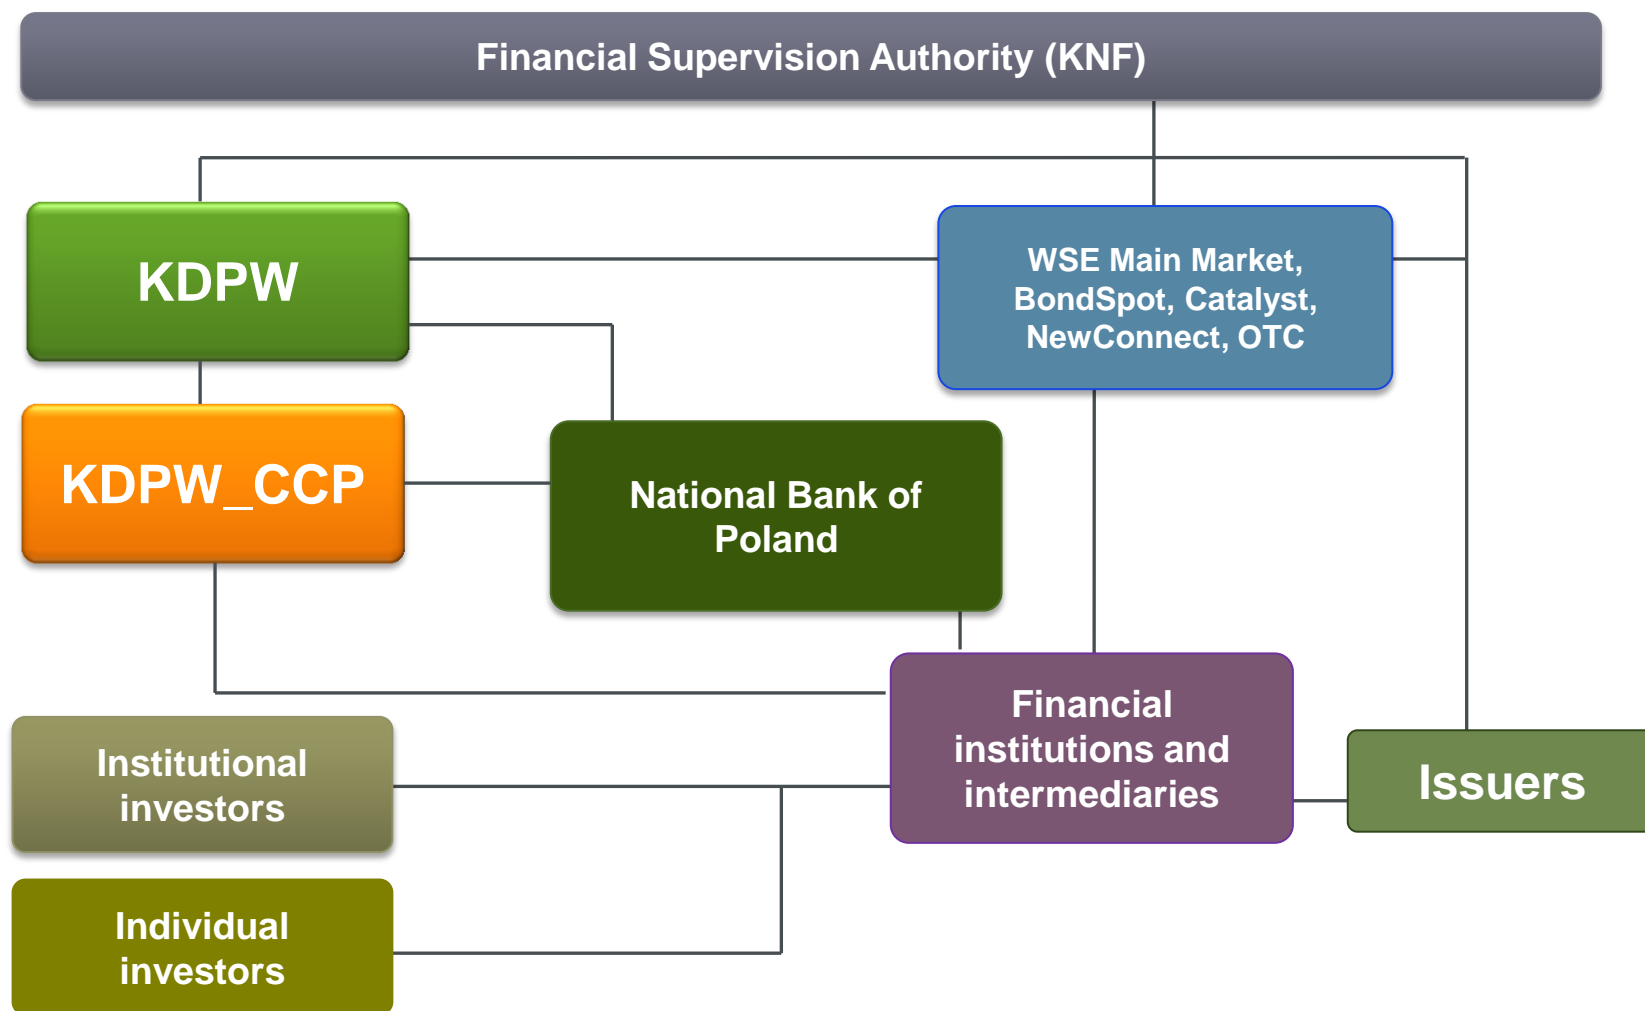 Financial Supervision Authority (KNF)
KDPW
WSE Main Market,
BondSpot, Catalyst,
NewConnect, OTC
KDPW_CCP
National Bank of
Poland
Financial
institutions and
intermediaries
Institutional
investors
Issuers
Individual
investors